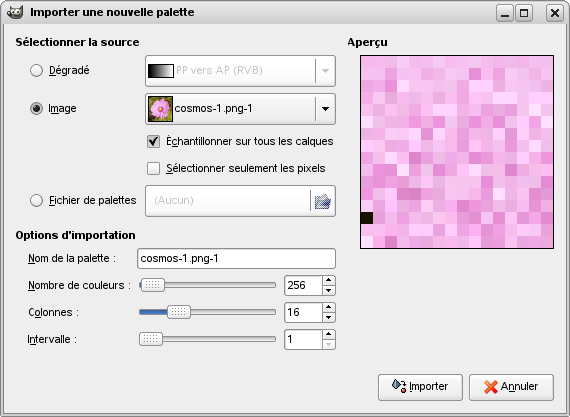 Importer une nouvelle palette
Sélectionner la source
Aperçu
Dégradé
PP vers AP (RVB)
Image
cosmos-1.png-1
Échantillonner sur tous les calques
Sélectionner seulement les pixels
Fichier de palettes
(Aucun)
Options d'importation
Nom de la palette :
cosmos-1.png-1
Nombre de couleurs :
256
Colonnes :
16
Intervalle :
1
Importer
Annuler